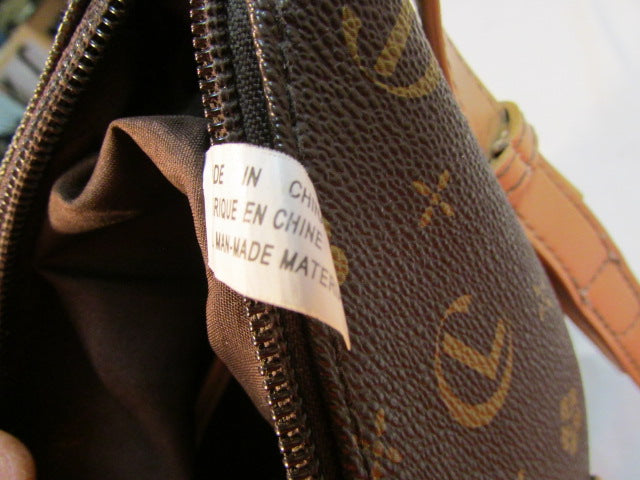 DE IN CHIN
RIQUE EN CHINE
MAN-MADE MATER